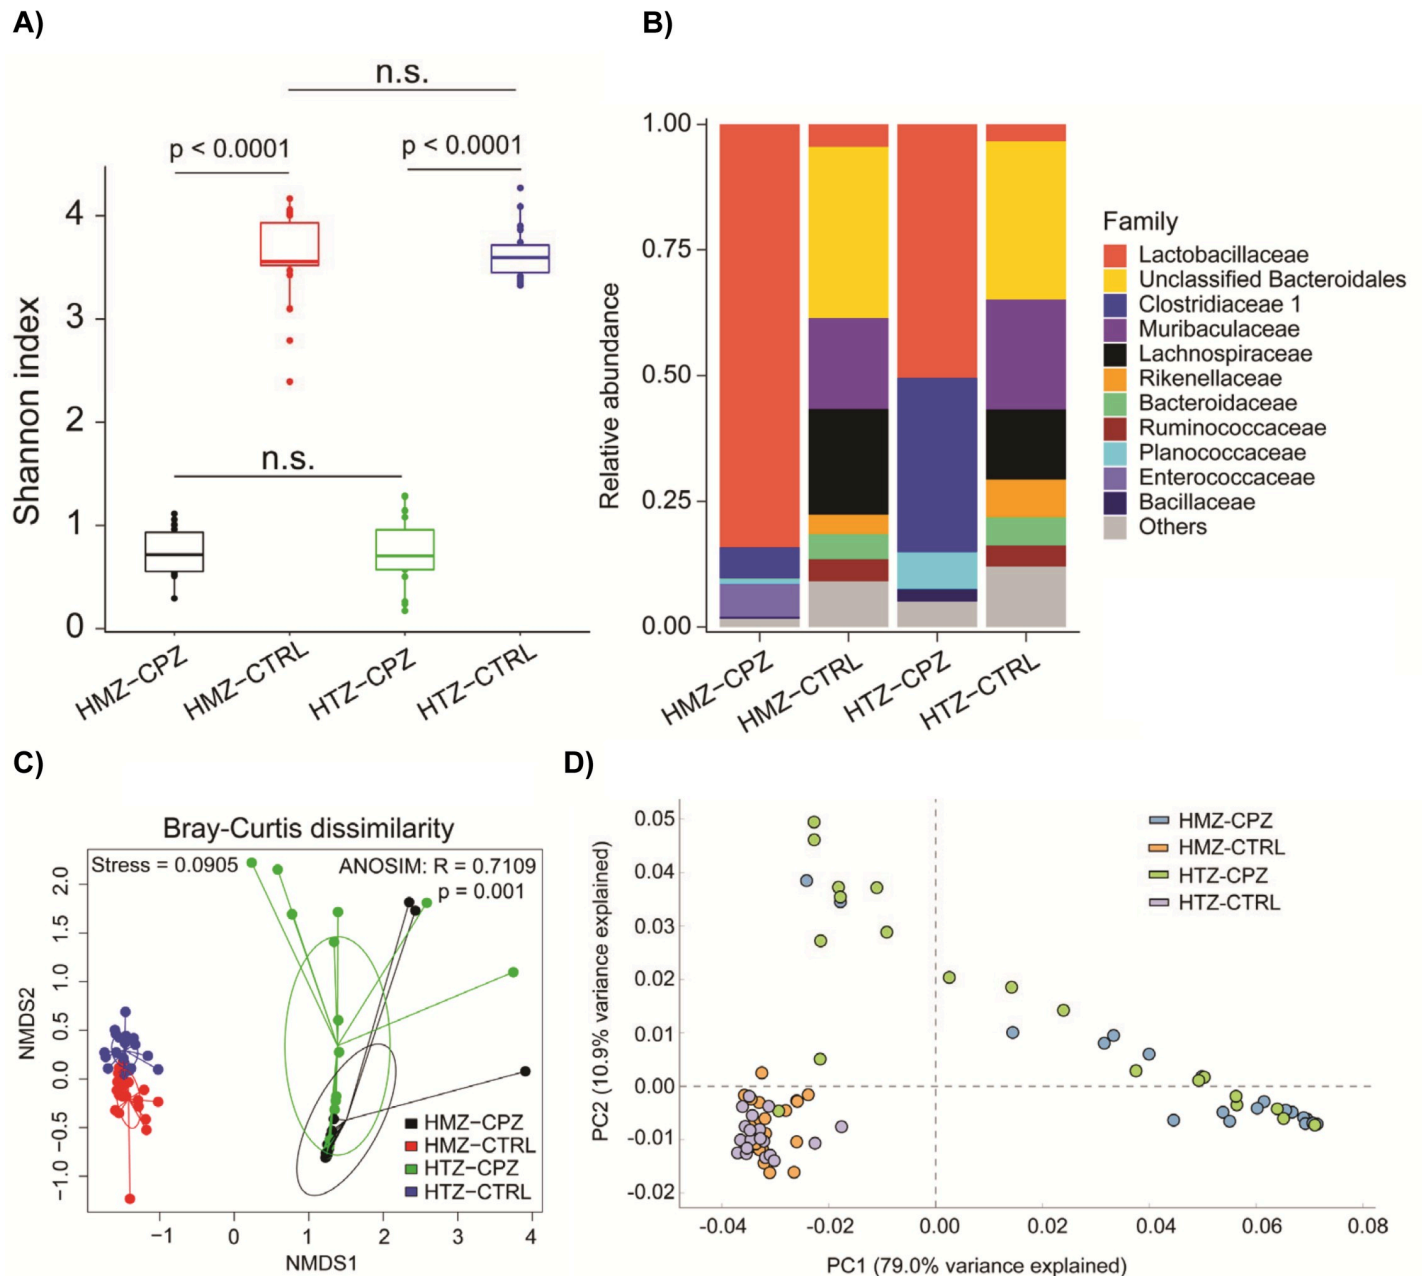 A)
n.s.
p < 0.0001
p < 0.0001
n.s.
Shannon index
4
3
2
1
0
HMZ−CPZ
HMZ−CTRL
HTZ−CPZ
HTZ−CTRL
B)
Relative abundance
1.00
0.75
0.50
0.25
0.00
HMZ−CPZ
HMZ−CTRL
HTZ−CPZ
HTZ−CTRL
Family
Lactobacillaceae
Unclassified Bacteroidales
Clostridiaceae 1
Muribaculaceae
Lachnospiraceae
Rikenellaceae
Bacteroidaceae
Ruminococcaceae
Planococcaceae
Enterococcaceae
Bacillaceae
Others
C)
Bray-Curtis dissimilarity
Stress = 0.0905
ANOSIM: R = 0.7109
p = 0.001
NMDS2
2.0
1.5
1.0
0.5
0.0
−0.5
−1.0
HMZ−CPZ
HMZ−CTRL
HTZ−CPZ
HTZ−CTRL
−1
0
1
2
3
4
NMDS1
D)
PC2 (10.9% variance explained)
0.05
0.04
0.03
0.02
0.01
0.00
-0.01
-0.02
HMZ-CPZ
HMZ-CTRL
HTZ-CPZ
HTZ-CTRL
-0.04
-0.02
0.00
0.02
0.04
0.06
0.08
PC1 (79.0% variance explained)